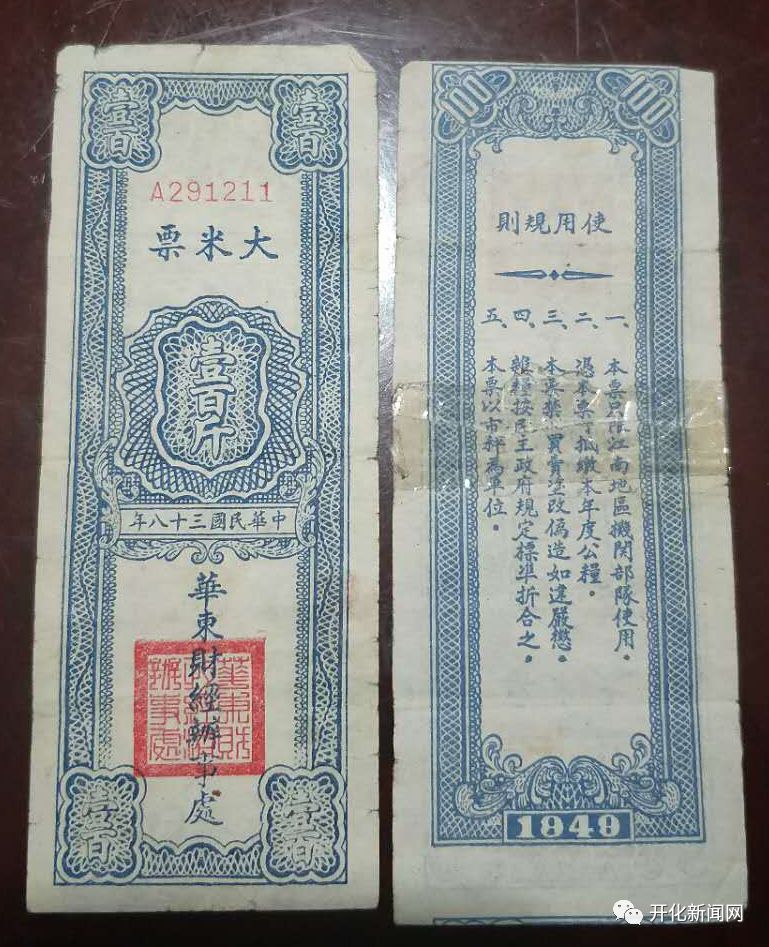 壹百
壹百
A291211
大米票
壹百斤
中華民國三十八年
華東財經辦事處
華東財
辦事處
壹百
壹百
100
100
使用規則
一、本票只限江南地區機関部隊使用。
二、憑本票可抵繳本年度公糧。
三、本票禁止買賣塗改偽造如違嚴懲。
四、雜糧按民主政府規定標準折合之。
五、本票以市秤為單位。
1949
开化新闻网